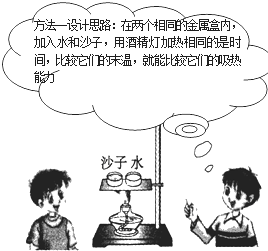 方法一设计思路：在两个相同的金属盒内，
加入水和沙子，用酒精灯加热相同的是时
间，比较它们的末温，就能比较它们的吸热
能力
沙子 水